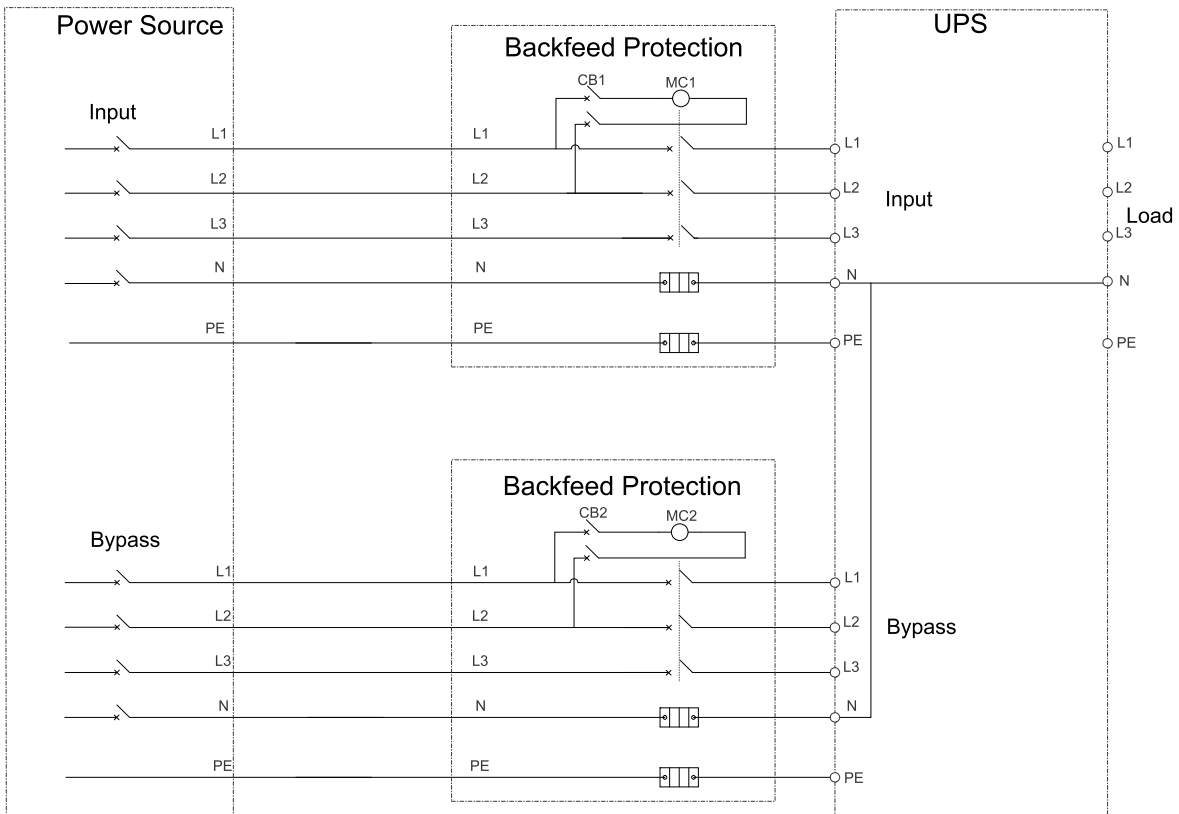 Power Source
Backfeed Protection
UPS
CB1
MC1
Input
L1
L1
L1
L1
L2
L2
L2
L2
Input
Load
L3
L3
L3
L3
N
N
N
N
PE
PE
PE
PE
Backfeed Protection
CB2
MC2
Bypass
L1
L1
L1
L2
L2
L2
Bypass
L3
L3
L3
N
N
N
PE
PE
PE